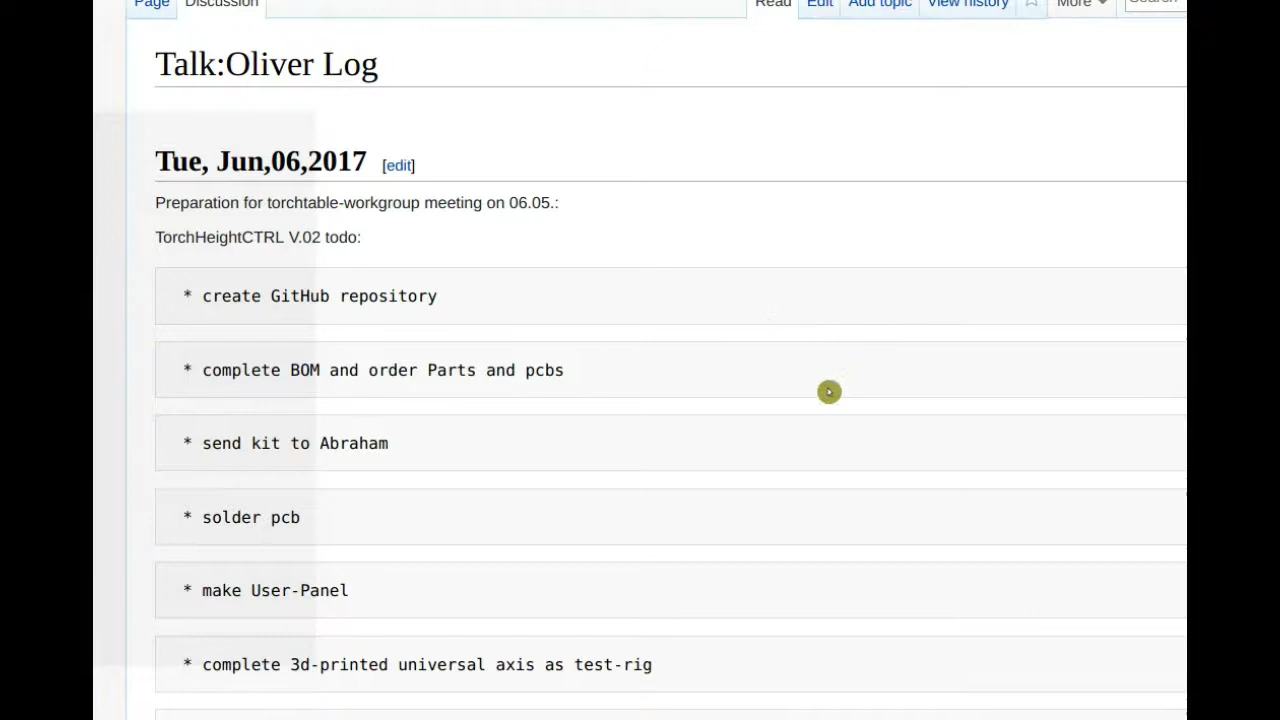 Page Discussion Read Edit Add topic View history More Search
Talk:Oliver Log
Tue, Jun,06,2017 [edit]
Preparation for torchtable-workgroup meeting on 06.05.:
TorchHeightCTRL V.02 todo:
* create GitHub repository
* complete BOM and order Parts and pcbs
* send kit to Abraham
* solder pcb
* make User-Panel
* complete 3d-printed universal axis as test-rig